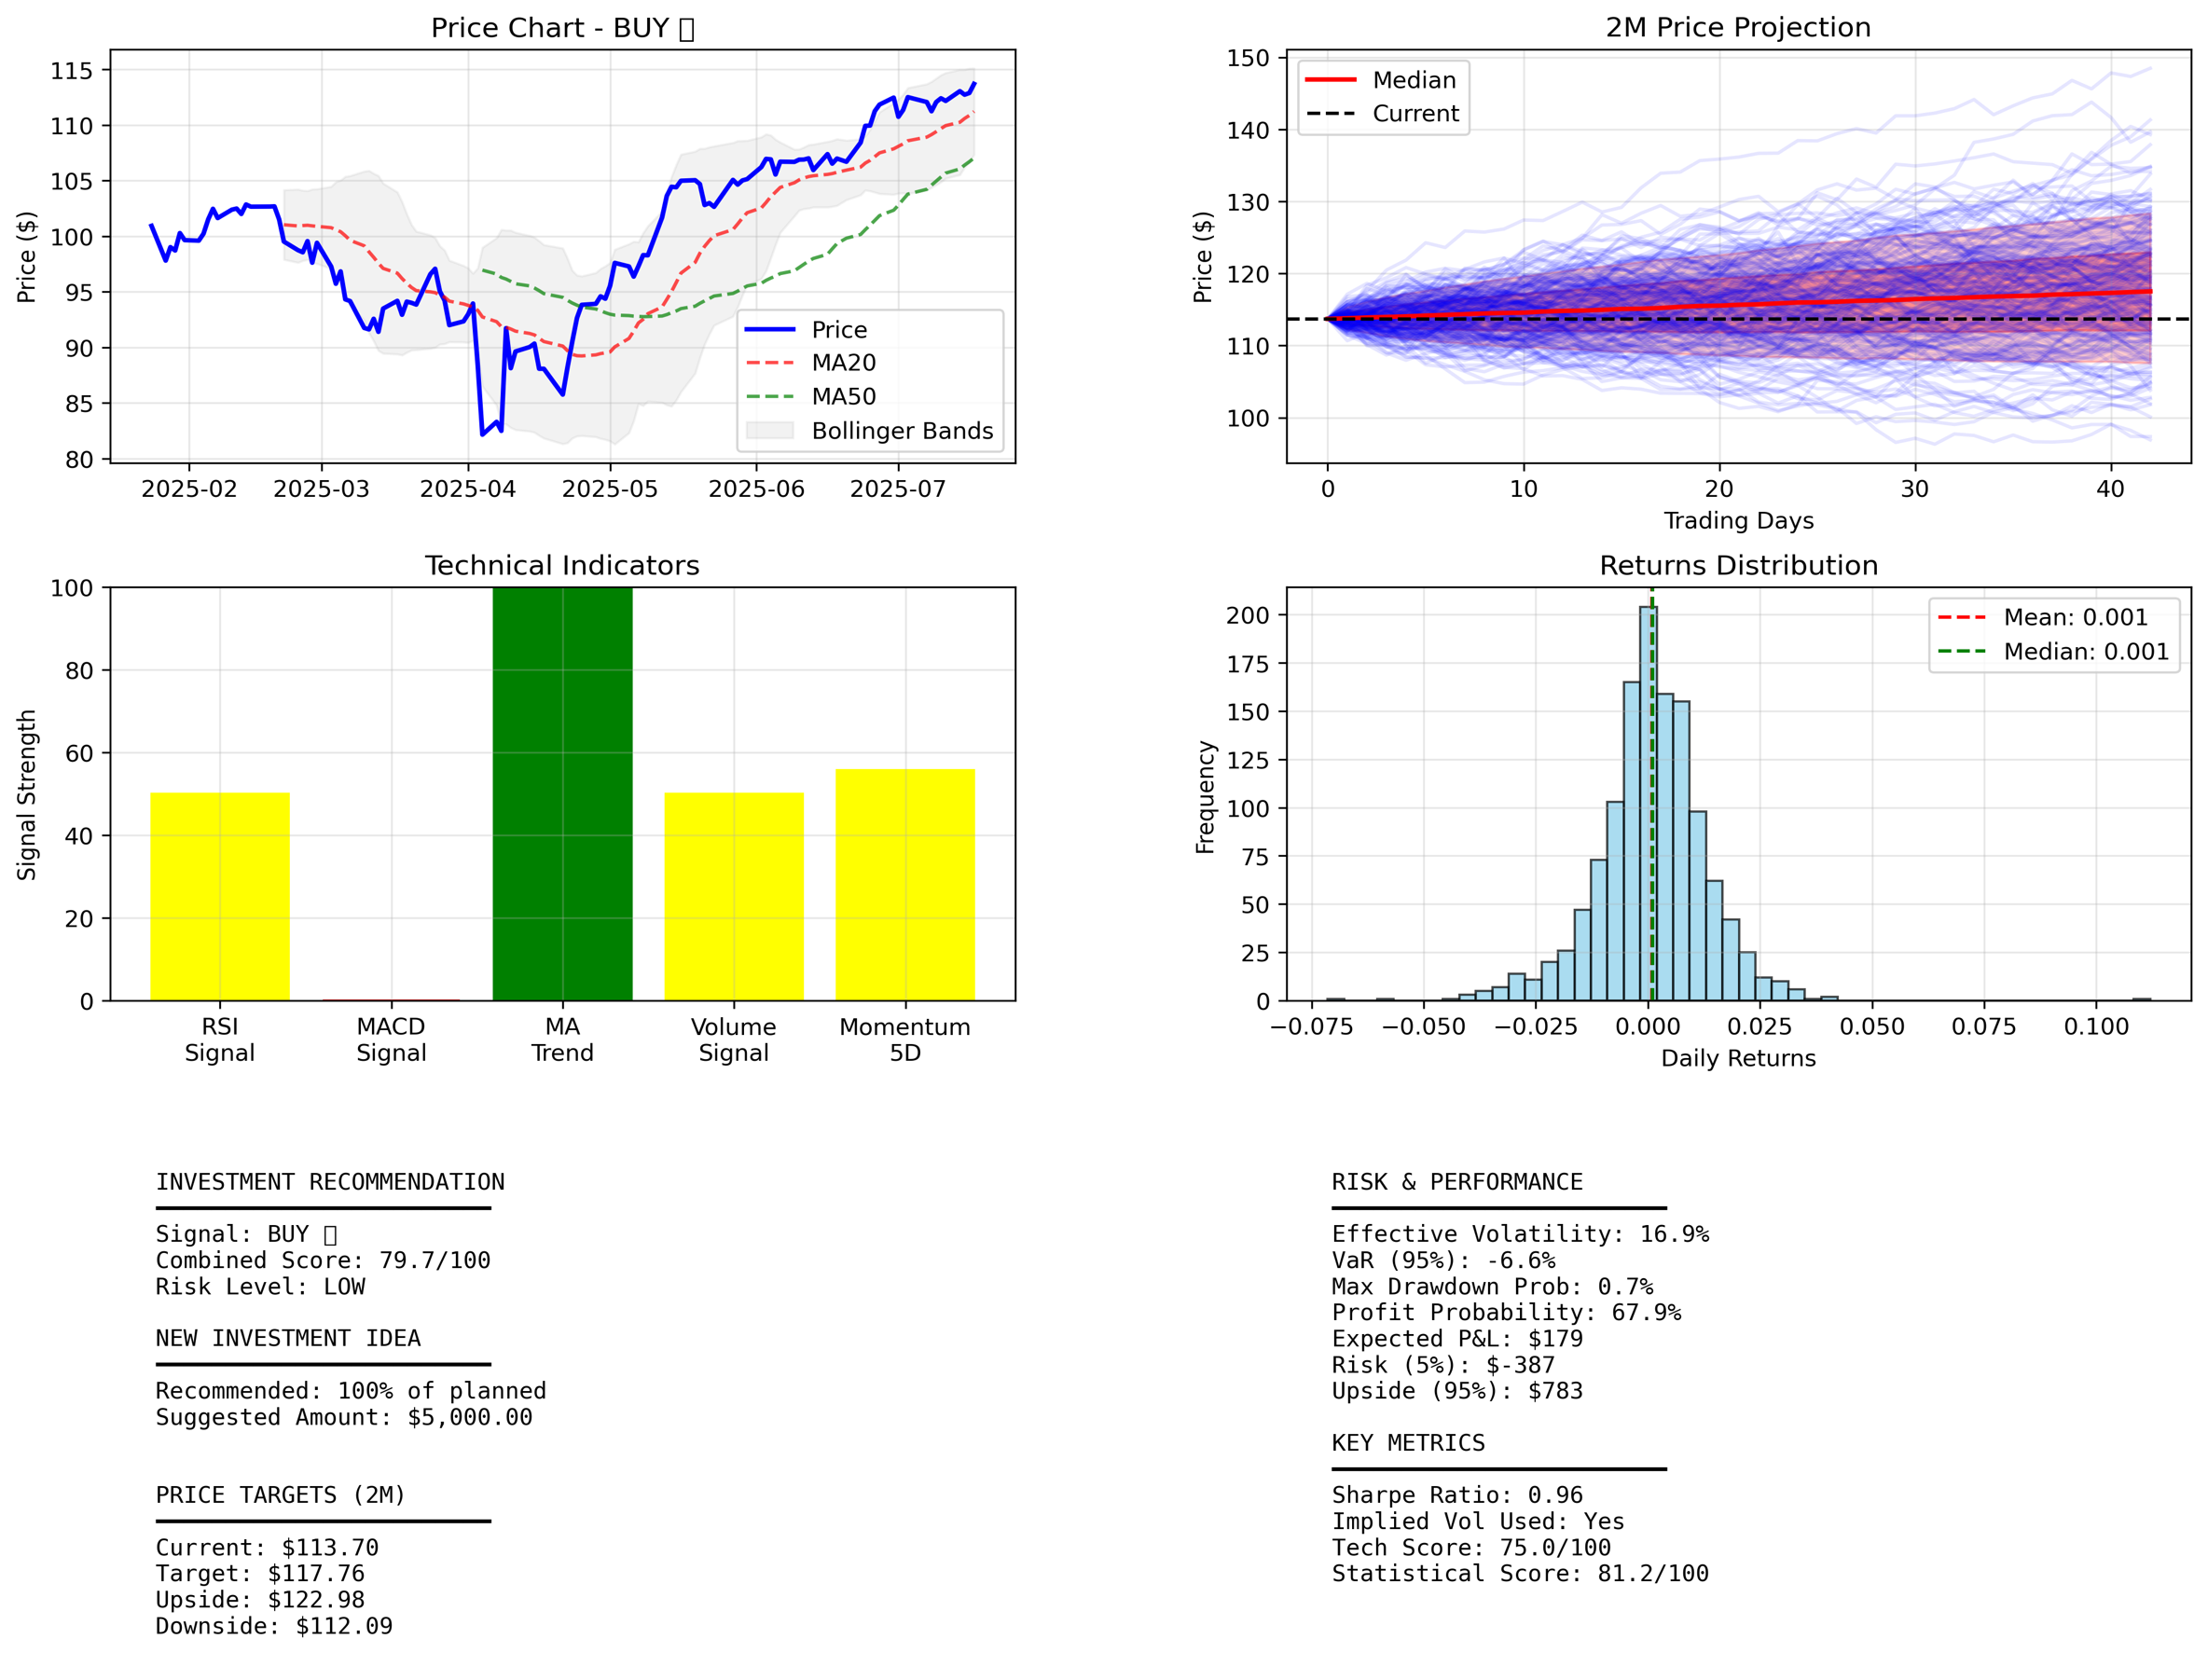 Price Chart - BUY ▯
Price ($)
115
110
105
100
95
90
85
80
2025-02
2025-03
2025-04
2025-05
2025-06
2025-07
Price
MA20
MA50
Bollinger Bands
2M Price Projection
Price ($)
150
140
130
120
110
100
0
10
20
30
40
Trading Days
Median
Current
Technical Indicators
Signal Strength
100
80
60
40
20
0
RSI
Signal
MACD
Signal
MA
Trend
Volume
Signal
Momentum
5D
Returns Distribution
Frequency
200
175
150
125
100
75
50
25
0
−0.075
−0.050
−0.025
0.000
0.025
0.050
0.075
0.100
Daily Returns
Mean: 0.001
Median: 0.001
INVESTMENT RECOMMENDATION
Signal: BUY ▯
Combined Score: 79.7/100
Risk Level: LOW
NEW INVESTMENT IDEA
Recommended: 100% of planned
Suggested Amount: $5,000.00
PRICE TARGETS (2M)
Current: $113.70
Target: $117.76
Upside: $122.98
Downside: $112.09
RISK & PERFORMANCE
Effective Volatility: 16.9%
VaR (95%): -6.6%
Max Drawdown Prob: 0.7%
Profit Probability: 67.9%
Expected P&L: $179
Risk (5%): $-387
Upside (95%): $783
KEY METRICS
Sharpe Ratio: 0.96
Implied Vol Used: Yes
Tech Score: 75.0/100
Statistical Score: 81.2/100